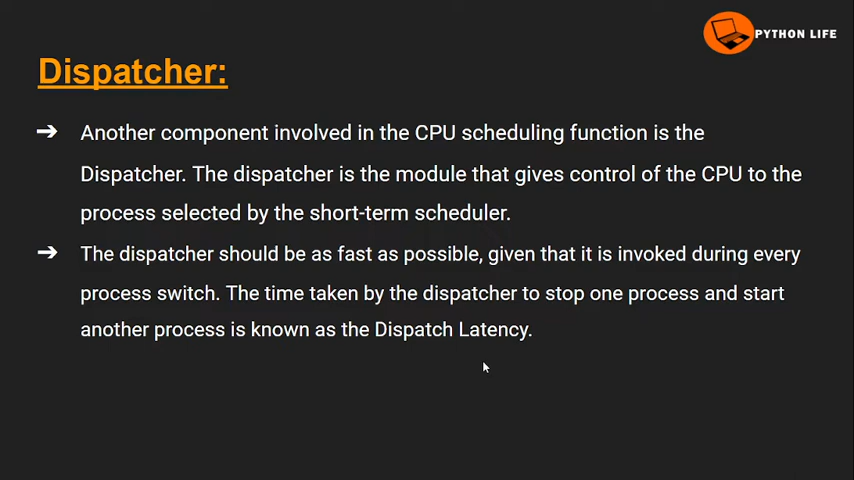 PYTHON LIFE
Dispatcher:
➔ Another component involved in the CPU scheduling function is the
Dispatcher. The dispatcher is the module that gives control of the CPU to the
process selected by the short-term scheduler.
➔ The dispatcher should be as fast as possible, given that it is invoked during every
process switch. The time taken by the dispatcher to stop one process and start
another process is known as the Dispatch Latency.